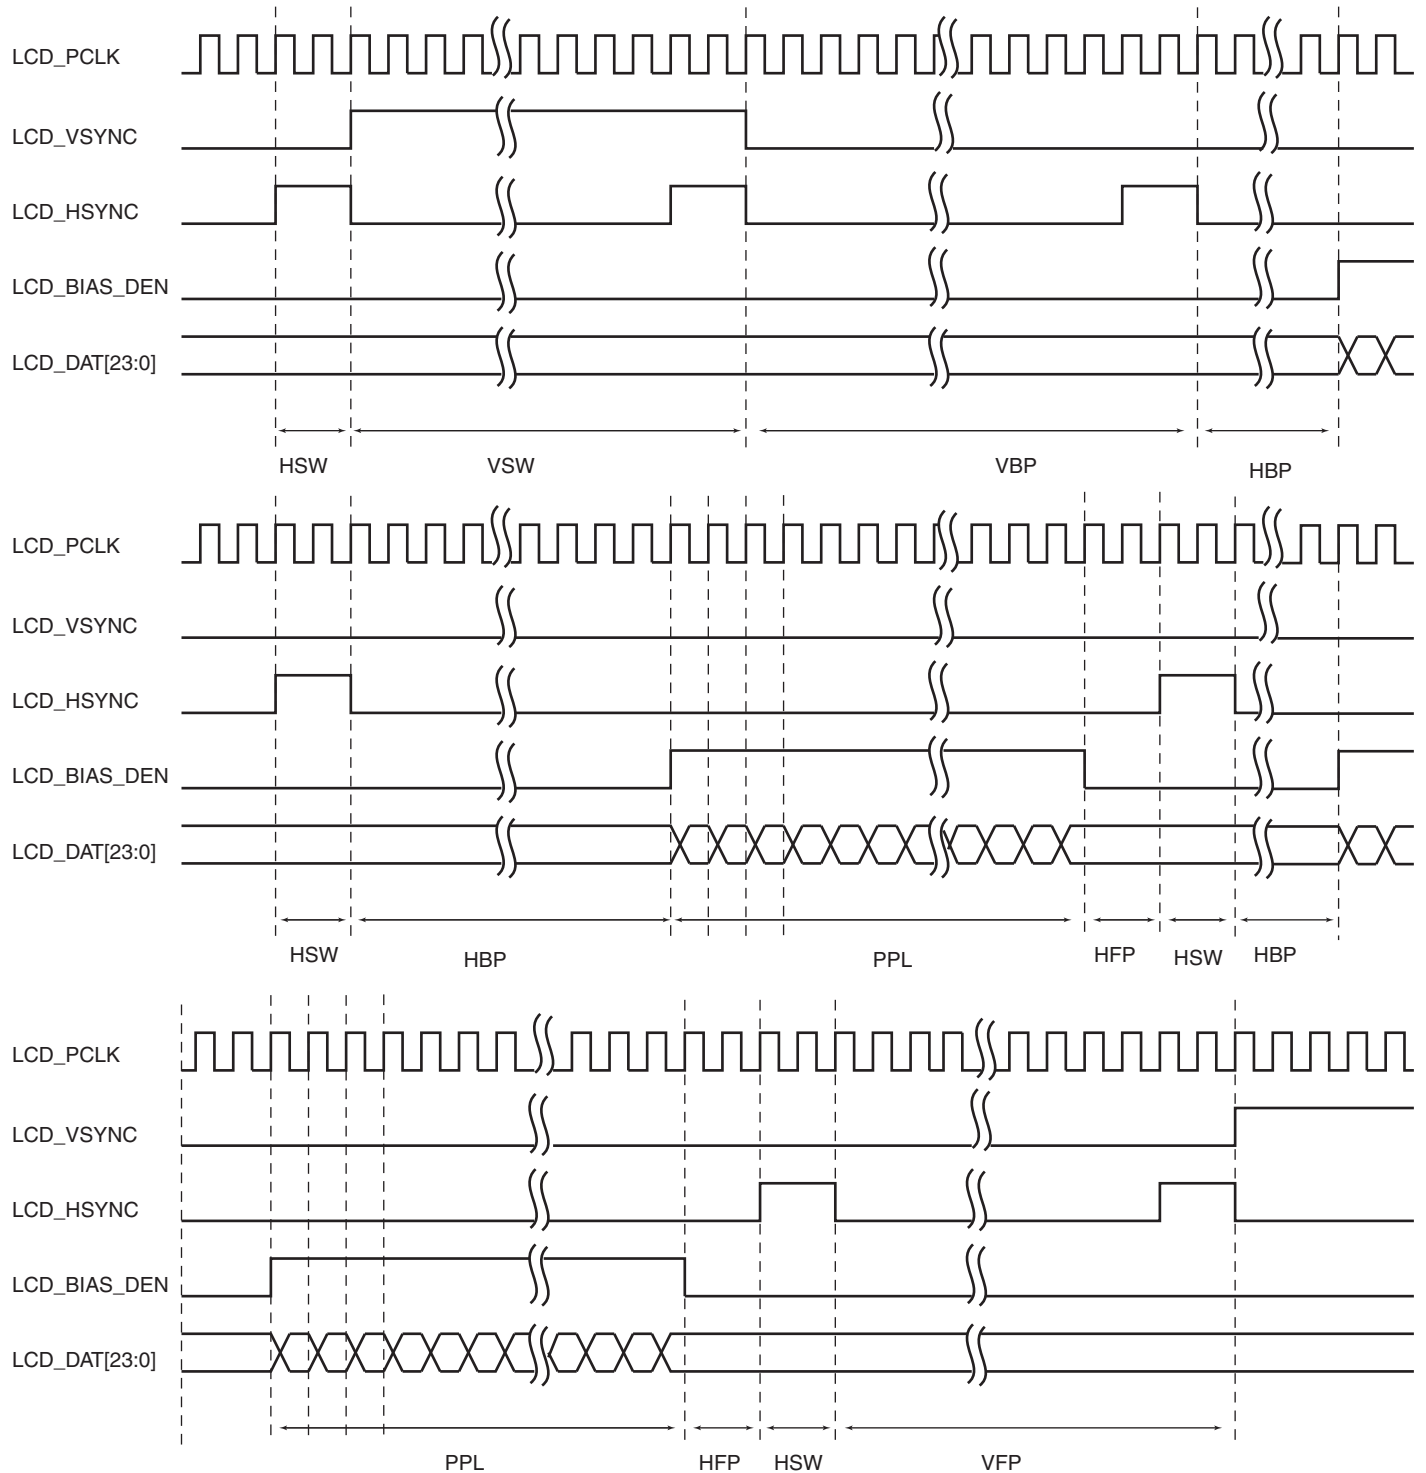 LCD_PCLK
LCD_VSYNC
LCD_HSYNC
LCD_BIAS_DEN
LCD_DAT[23:0]
HSW VSW VBP HBP
LCD_PCLK
LCD_VSYNC
LCD_HSYNC
LCD_BIAS_DEN
LCD_DAT[23:0]
HSW HBP PPL HFP HSW HBP
LCD_PCLK
LCD_VSYNC
LCD_HSYNC
LCD_BIAS_DEN
LCD_DAT[23:0]
PPL HFP HSW VFP